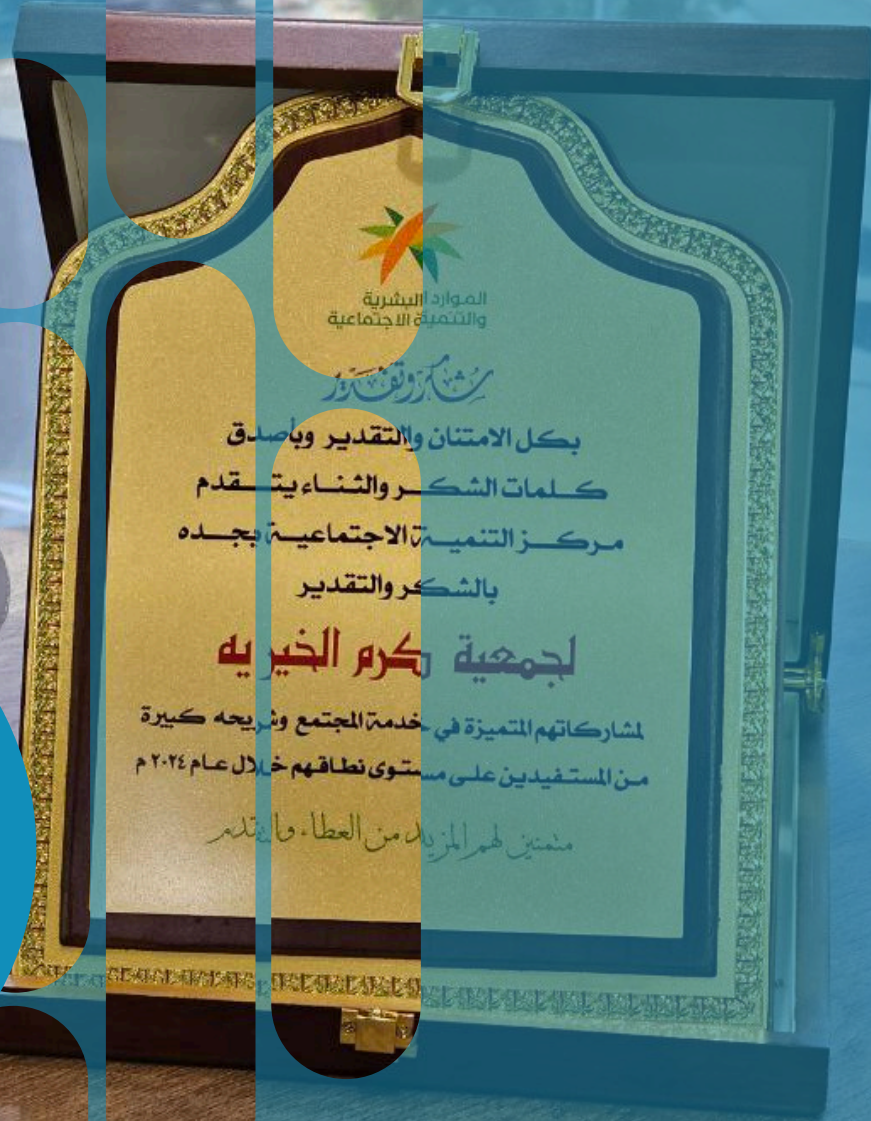 الموارد البشرية
والتنمية الاجتماعية
شكر وتقدير
بكل الامتنان والتقدير وبأصدق
كلمات الشكر والثناء يتقدم
مركز التنمية الاجتماعية بجده
بالشكر والتقدير
لجمعية كرم الخيريه
لمشاركاتهم المتميزة في خدمة المجتمع وشريحه كبيرة
من المستفيدين على مستوى نطاقهم خلال عام ٢٠٢٤ م
متمنين لهم المزيد من العطاء والتقدم